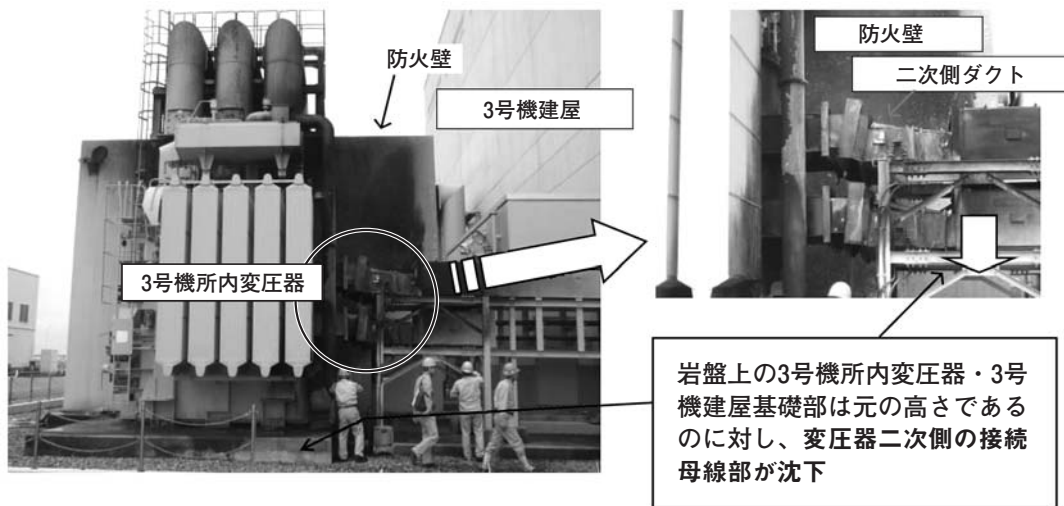 防火壁
3号機建屋
3号機所内変圧器
防火壁
二次側ダクト
岩盤上の3号機所内変圧器・3号
機建屋基礎部は元の高さである
のに対し、変圧器二次側の接続
母線部が沈下